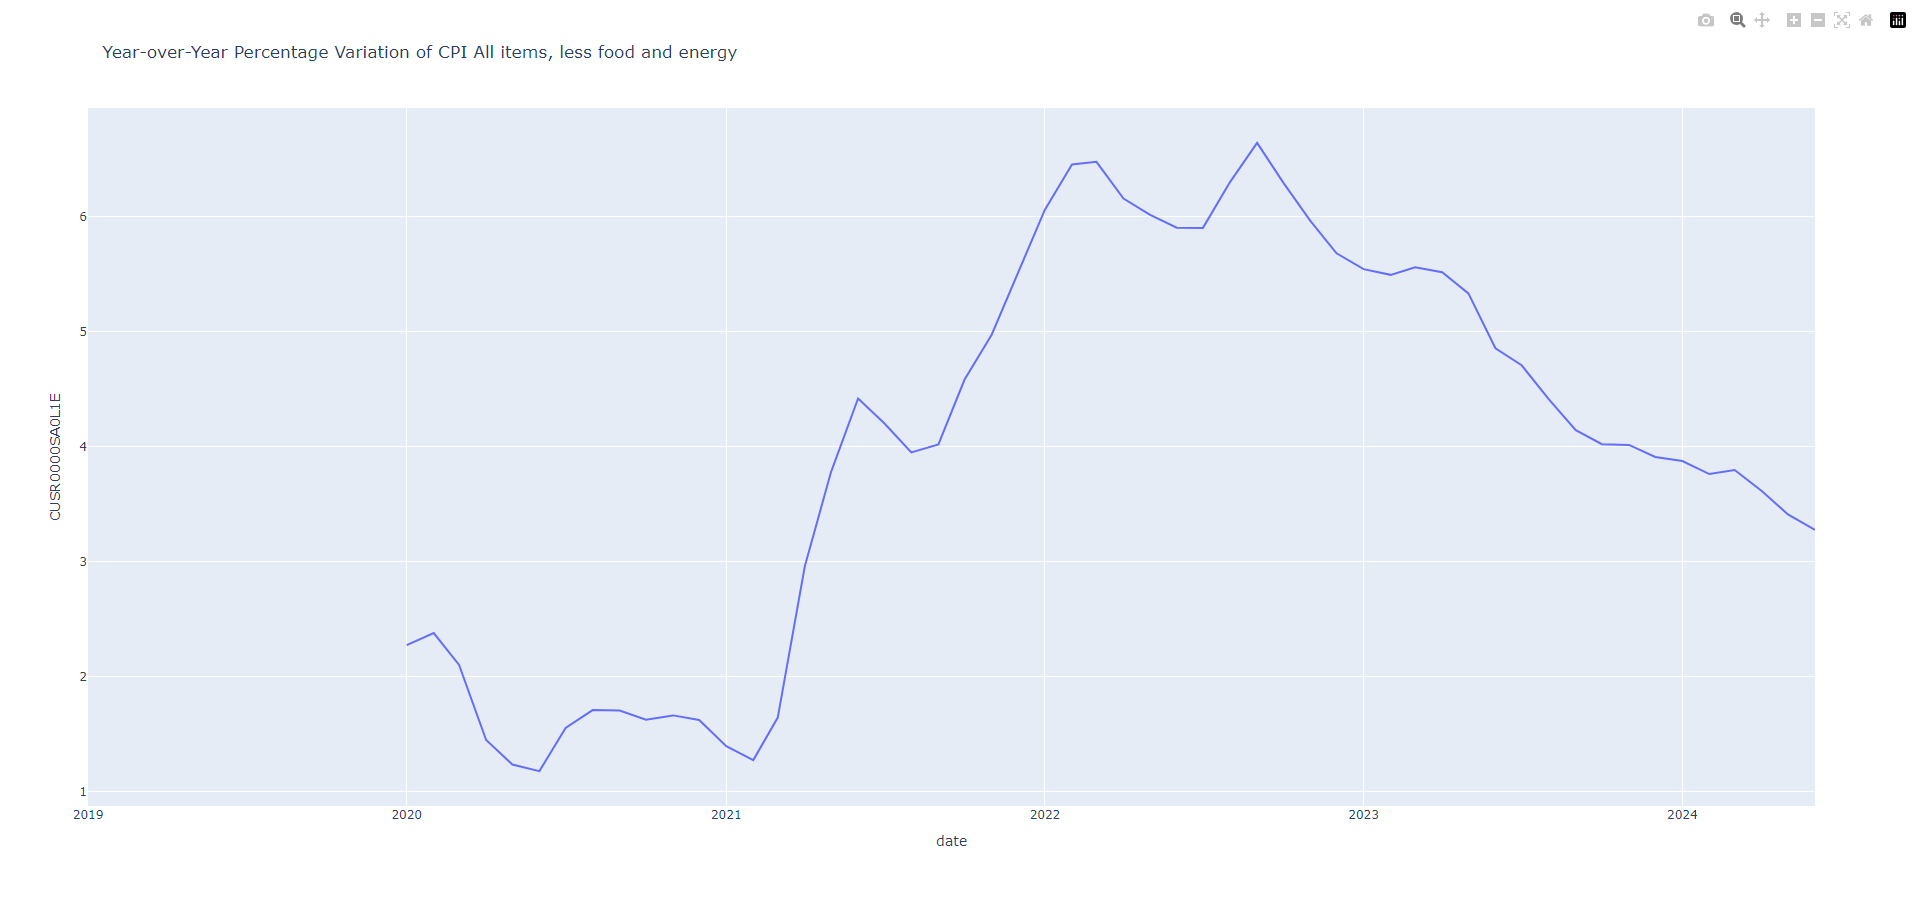 Year-over-Year Percentage Variation of CPI All items, less food and energy
6
5
4
3
2
1
CUSR0000SA0L1E
2019 2020 2021 2022 2023 2024
date